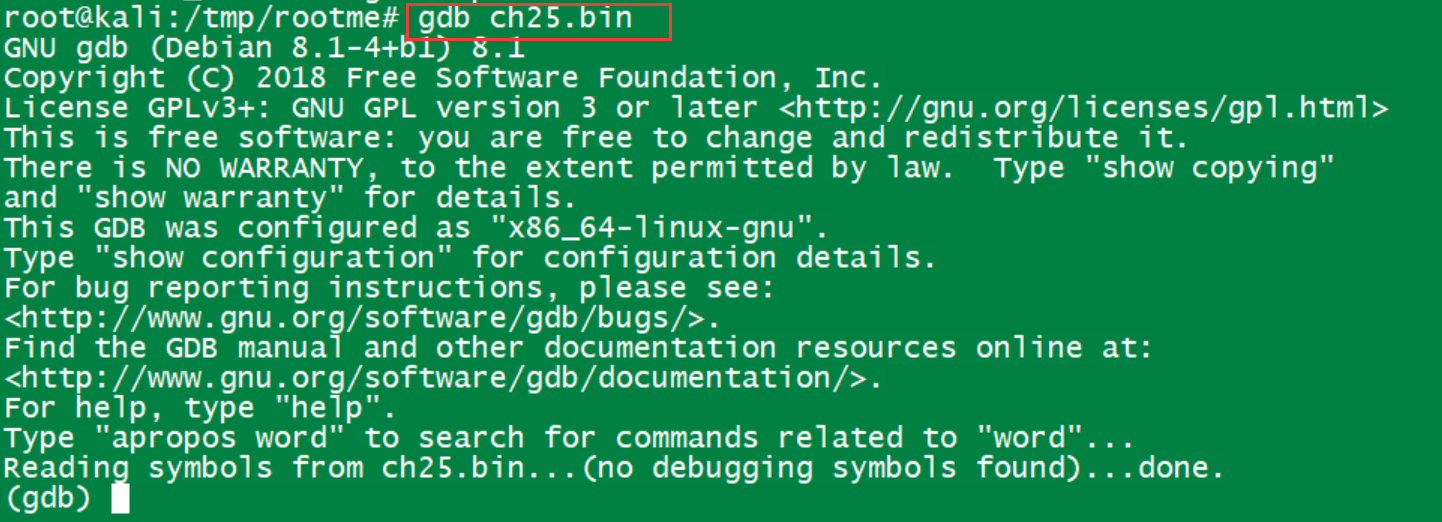 root@kali:/tmp/rootme# gdb ch25.bin
GNU gdb (Debian 8.1-4+b1) 8.1
Copyright (C) 2018 Free Software Foundation, Inc.
License GPLv3+: GNU GPL version 3 or later <http://gnu.org/licenses/gpl.html>
This is free software: you are free to change and redistribute it.
There is NO WARRANTY, to the extent permitted by law.  Type "show copying"
and "show warranty" for details.
This GDB was configured as "x86_64-linux-gnu".
Type "show configuration" for configuration details.
For bug reporting instructions, please see:
<http://www.gnu.org/software/gdb/bugs/>.
Find the GDB manual and other documentation resources online at:
<http://www.gnu.org/software/gdb/documentation/>.
For help, type "help".
Type "apropos word" to search for commands related to "word"...
Reading symbols from ch25.bin...(no debugging symbols found)...done.
(gdb)